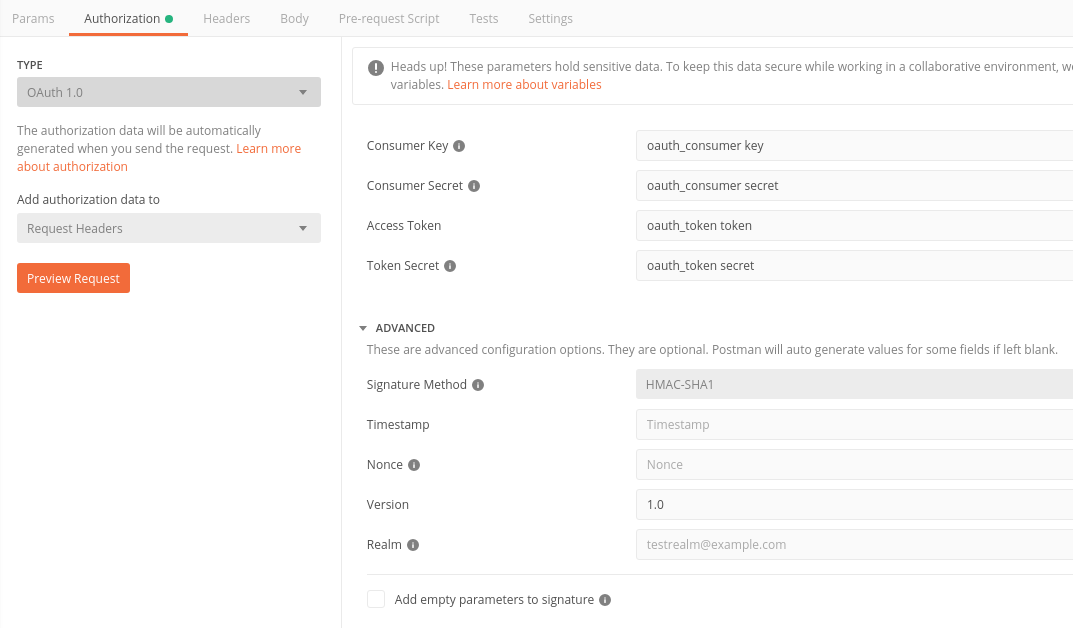 Params Authorization Headers Body Pre-request Script Tests Settings
TYPE
OAuth 1.0
The authorization data will be automatically
generated when you send the request. Learn more
about authorization
Add authorization data to
Request Headers
Preview Request
Heads up! These parameters hold sensitive data. To keep this data secure while working in a collaborative environment,
variables. Learn more about variables
Consumer Key oauth_consumer key
Consumer Secret oauth_consumer secret
Access Token oauth_token token
Token Secret oauth_token secret
ADVANCED
These are advanced configuration options. They are optional. Postman will auto generate values for some fields if left blank.
Signature Method HMAC-SHA1
Timestamp Timestamp
Nonce Nonce
Version 1.0
Realm testrealm@example.com
Add empty parameters to signature